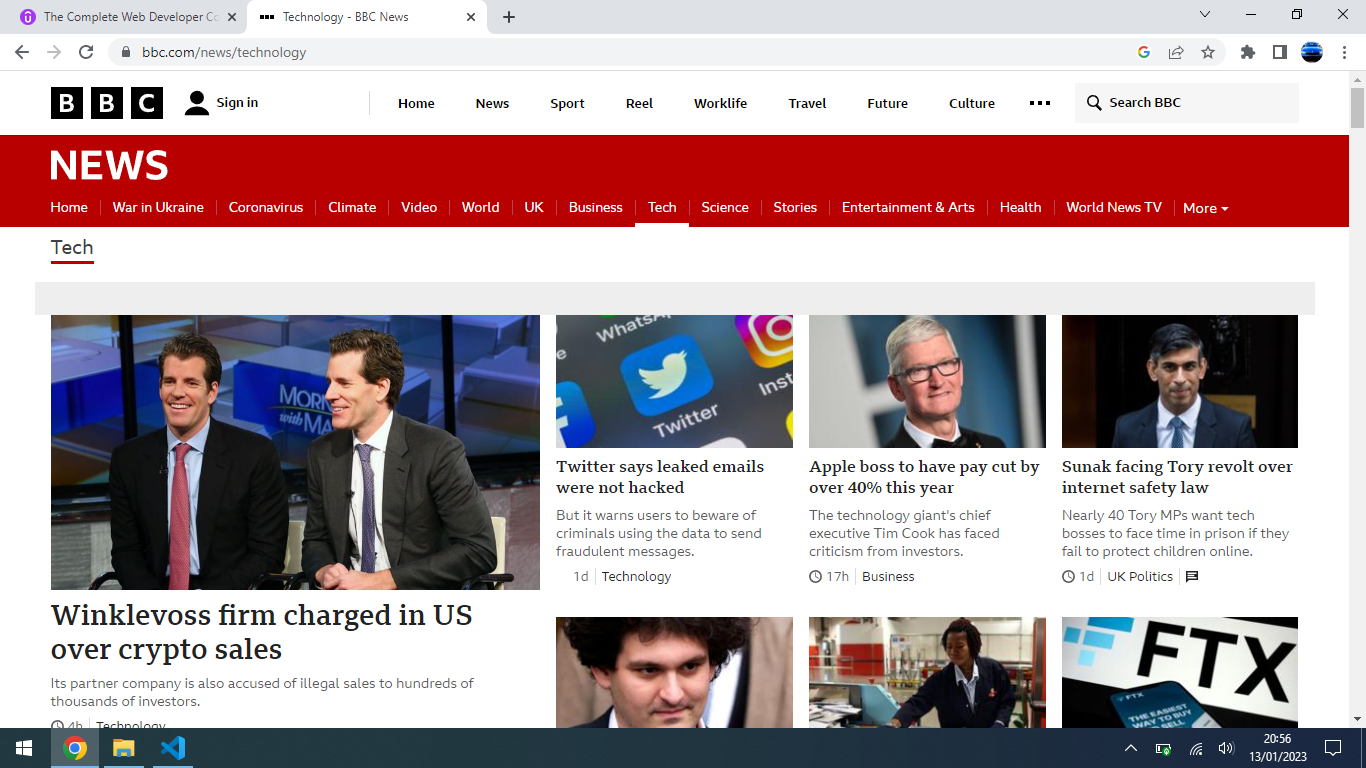 The Complete Web Developer Co
Technology - BBC News
bbc.com/news/technology
BBC
Sign in
Home
News
Sport
Reel
Worklife
Travel
Future
Culture
Search BBC
NEWS
Home
War in Ukraine
Coronavirus
Climate
Video
World
UK
Business
Tech
Science
Stories
Entertainment & Arts
Health
World News TV
More
Tech
MOR
with MA
WhatsA
Twitter
Inst
Winklevoss firm charged in US
over crypto sales
Its partner company is also accused of illegal sales to hundreds of
thousands of investors.
4h
Technology
Twitter says leaked emails
were not hacked
But it warns users to beware of
criminals using the data to send
fraudulent messages.
1d
Technology
Apple boss to have pay cut by
over 40% this year
The technology giant's chief
executive Tim Cook has faced
criticism from investors.
17h
Business
Sunak facing Tory revolt over
internet safety law
Nearly 40 Tory MPs want tech
bosses to face time in prison if they
fail to protect children online.
1d
UK Politics
FTX
FTX
THE EASIEST
WAY TO BUY
SELL
20:56
13/01/2023